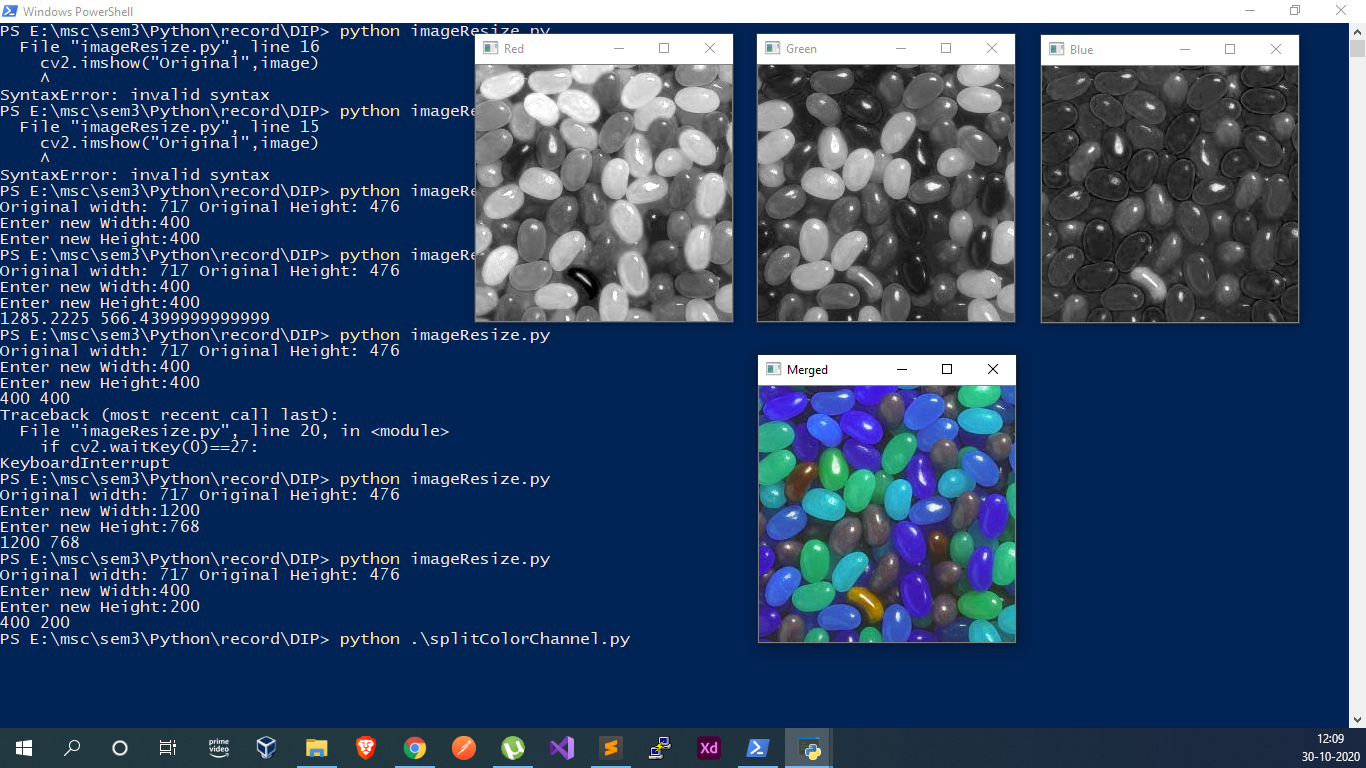 Windows PowerShell
PS E:\msc\sem3\Python\record\DIP> python imageResize.py
  File "imageResize.py", line 16
    cv2.imshow("Original",image)
    ^
SyntaxError: invalid syntax
PS E:\msc\sem3\Python\record\DIP> python imageRe
  File "imageResize.py", line 15
    cv2.imshow("Original",image)
    ^
SyntaxError: invalid syntax
PS E:\msc\sem3\Python\record\DIP> python imageRe
Original width: 717 Original Height: 476
Enter new Width:400
Enter new Height:400
PS E:\msc\sem3\Python\record\DIP> python imageRe
Original width: 717 Original Height: 476
Enter new Width:400
Enter new Height:400
1285.2225 566.4399999999999
PS E:\msc\sem3\Python\record\DIP> python imageResize.py
Original width: 717 Original Height: 476
Enter new Width:400
Enter new Height:400
400 400
Traceback (most recent call last):
  File "imageResize.py", line 20, in <module>
    if cv2.waitKey(0)==27:
KeyboardInterrupt
PS E:\msc\sem3\Python\record\DIP> python imageResize.py
Original width: 717 Original Height: 476
Enter new Width:1200
Enter new Height:768
1200 768
PS E:\msc\sem3\Python\record\DIP> python imageResize.py
Original width: 717 Original Height: 476
Enter new Width:400
Enter new Height:200
400 200
PS E:\msc\sem3\Python\record\DIP> python .\splitColorChannel.py
Red
Green
Blue
Merged
prime video
Xd
12:09
30-10-2020